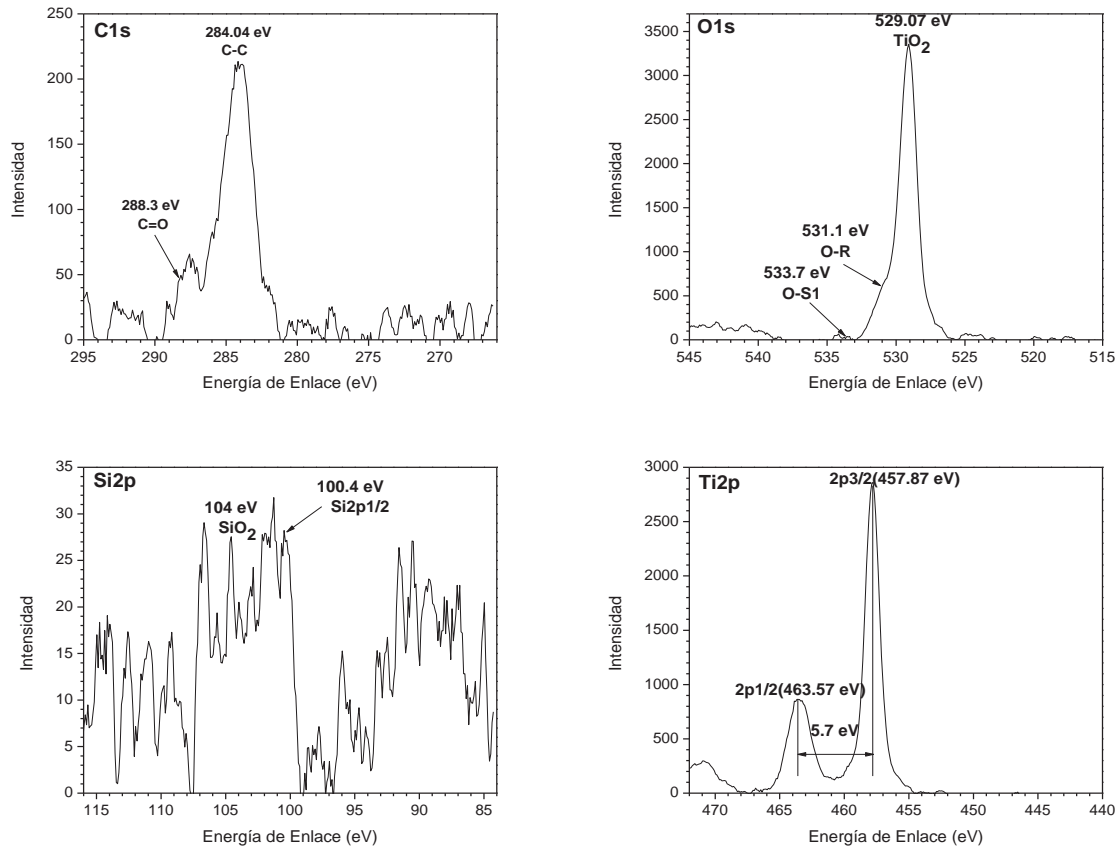 C1s
284.04 eV
C-C
288.3 eV
C=O
Intensidad
250
200
150
100
50
0
295 290 285 280 275 270
Energía de Enlace (eV)
O1s
529.07 eV
TiO2
531.1 eV
O-R
533.7 eV
O-S1
Intensidad
3500
3000
2500
2000
1500
1000
500
0
545 540 535 530 525 520 515
Energía de Enlace (eV)
Si2p
104 eV
SiO2
100.4 eV
Si2p1/2
Intensidad
35
30
25
20
15
10
5
0
116 110 105 100 95 90 85
Energía de Enlace (eV)
Ti2p
2p3/2(457.87 eV)
2p1/2(463.57 eV)
5.7 eV
Intensidad
3000
2500
2000
1500
1000
500
0
470 460 455 450 445 440
Energía de Enlace (eV)